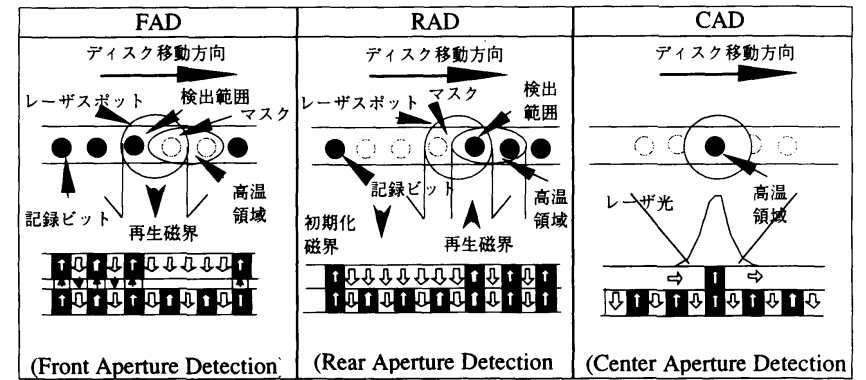 FAD
ディスク移動方向
検出範囲
レーザスポット
マスク
高温
領域
記録ビット
再生磁界
(Front Aperture Detection)
RAD
ディスク移動方向
マスク
検出
範囲
レーザスポット
記録ビット
高温
領域
初期化
磁界
再生磁界
(Rear Aperture Detection
CAD
ディスク移動方向
レーザ光
高温
領域
(Center Aperture Detection